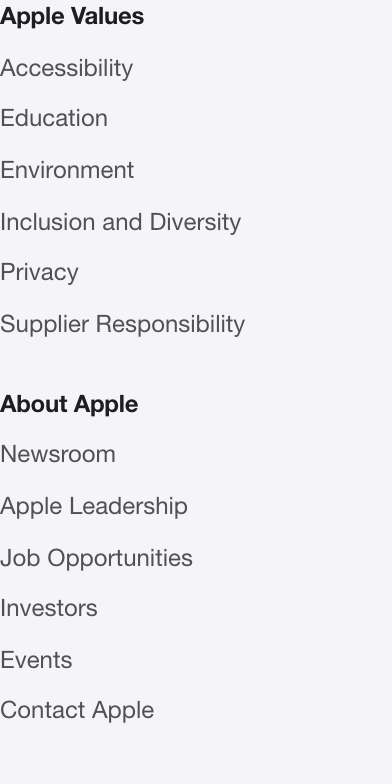 Apple Values
Accessibility
Education
Environment
Inclusion and Diversity
Privacy
Supplier Responsibility
About Apple
Newsroom
Apple Leadership
Job Opportunities
Investors
Events
Contact Apple